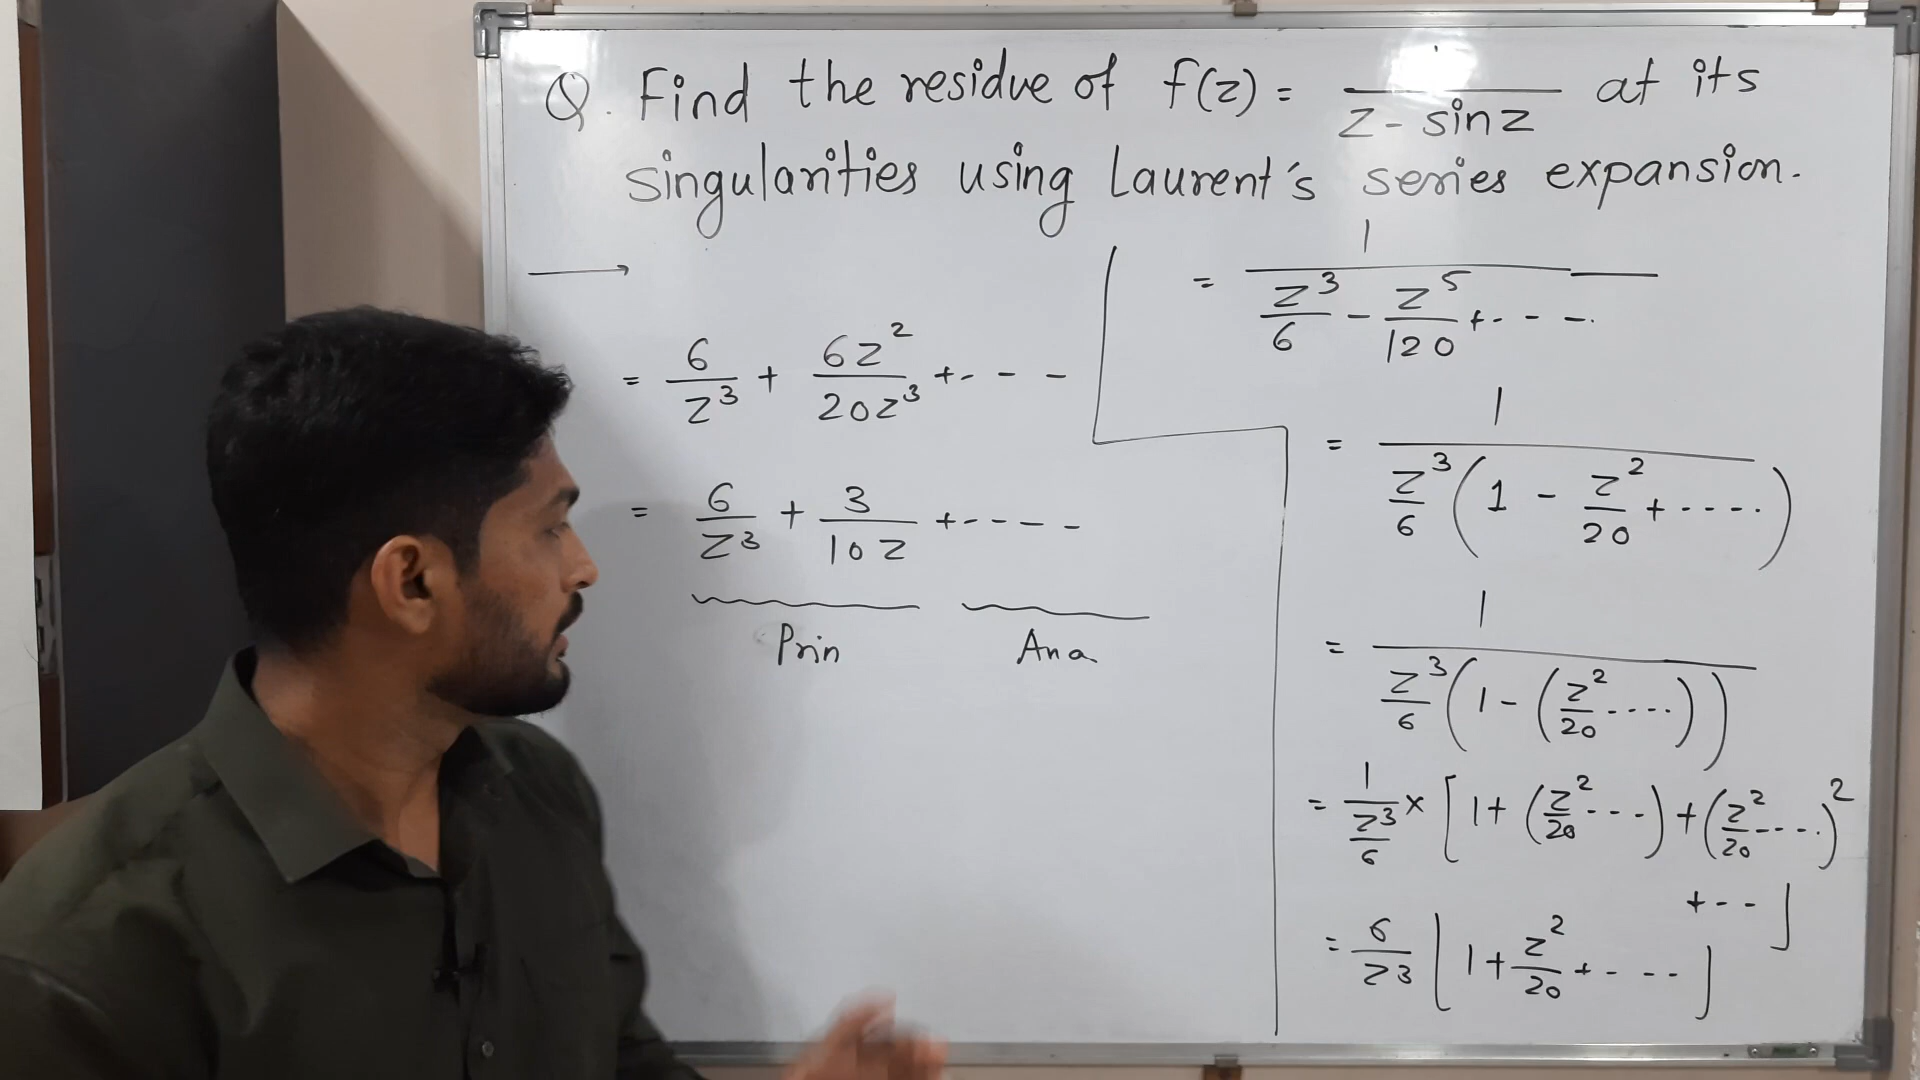 Q. Find the residue of f(z) = 1/(z - sinz) at its
singularities using Laurent's series expansion.
= 6/z³ + 6z²/20z³ + - - -
= 6/z³ + 3/10z + - - - -
Prin Ana
= 1/(z³/6 - z⁵/120 + - - - .)
= 1/(z³/6 (1 - z²/20 + ....))
= 1/(z³/6 (1 - (z²/20 ....)))
= 1/(z³/6) × [1 + (z²/20 - - -) + (z²/20 - - -.)²
+ - - ]
= 6/z³ [1 + z²/20 + - - - ]